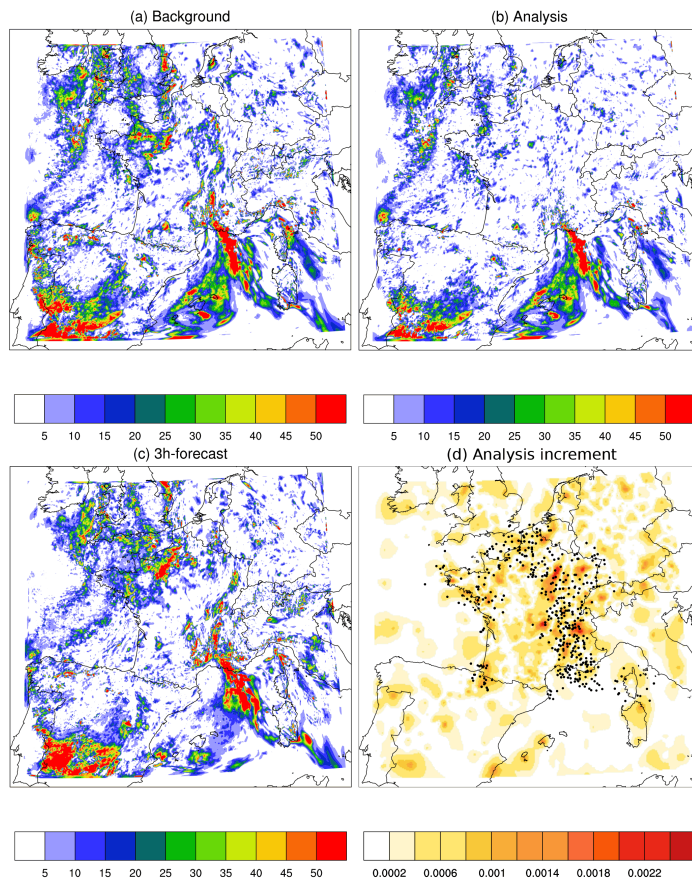 (a) Background
(b) Analysis
5 10 15 20 25 30 35 40 45 50
5 10 15 20 25 30 35 40 45 50
(c) 3h-forecast
(d) Analysis increment
5 10 15 20 25 30 35 40 45 50
0.0002 0.0006 0.001 0.0014 0.0018 0.0022